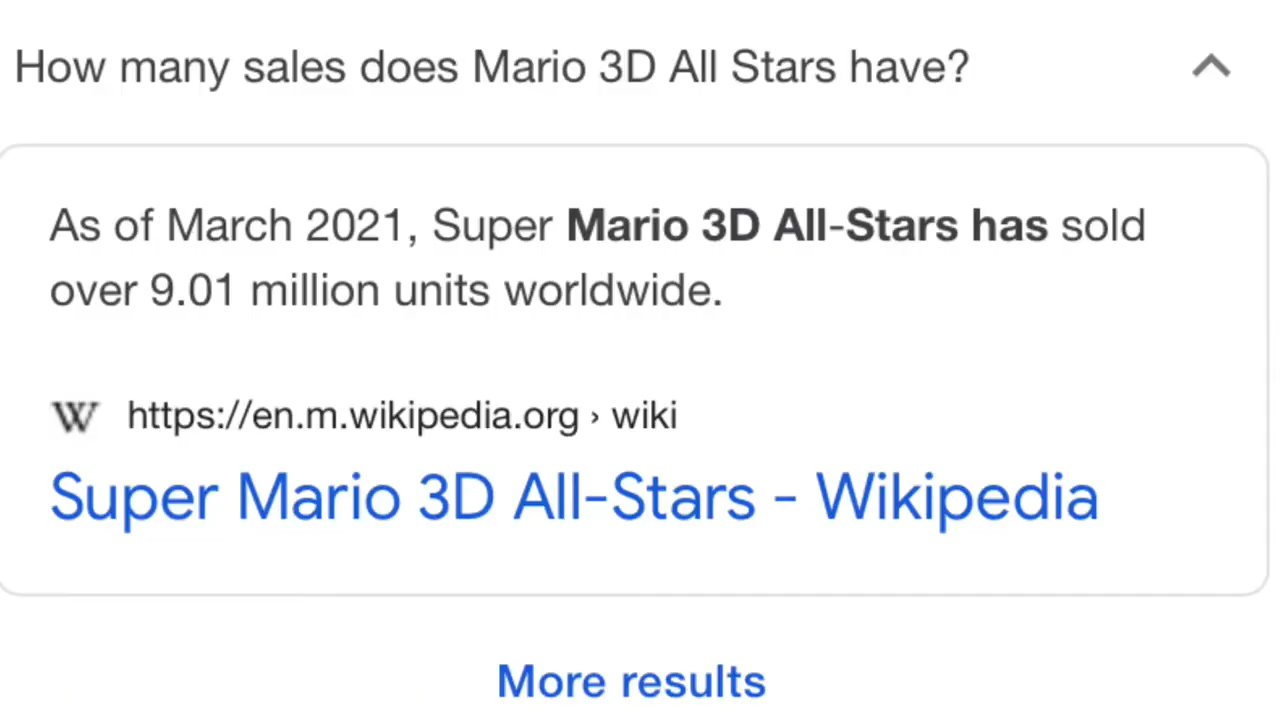 How many sales does Mario 3D All Stars have?
As of March 2021, Super Mario 3D All-Stars has sold
over 9.01 million units worldwide.
W https://en.m.wikipedia.org › wiki
Super Mario 3D All-Stars - Wikipedia
More results